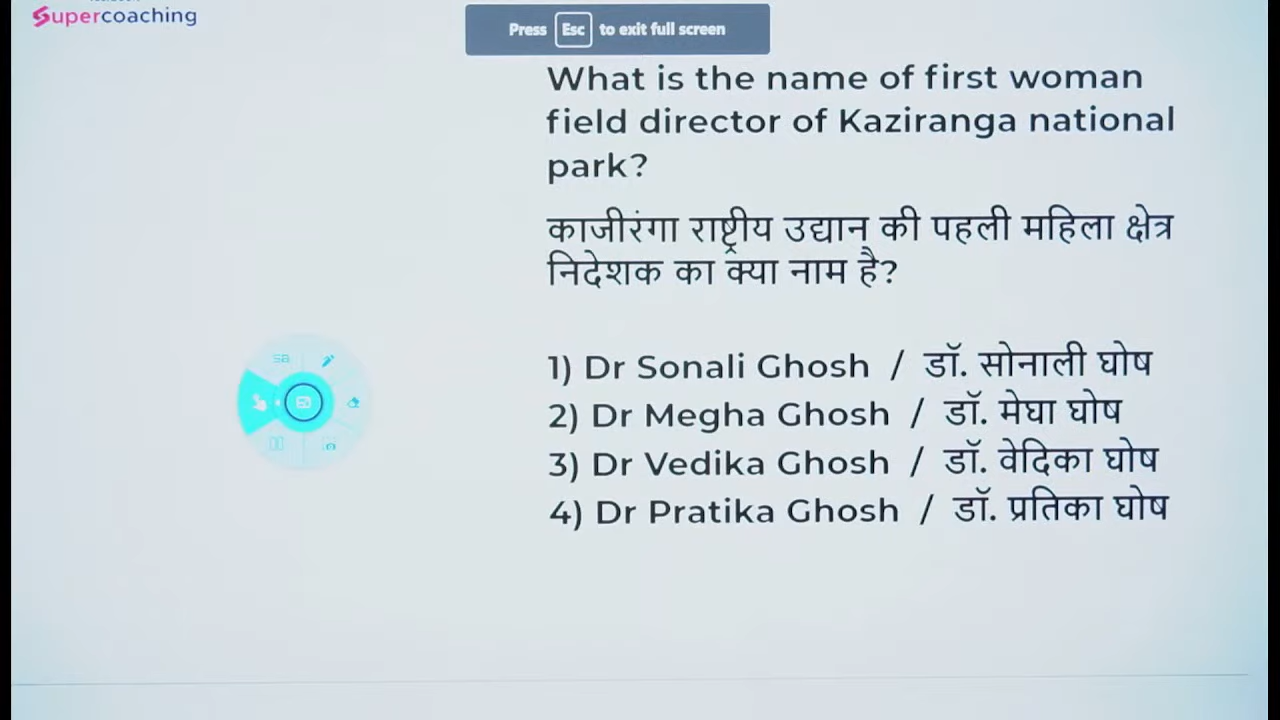 Supercoaching
Press Esc to exit full screen
What is the name of first woman
field director of Kaziranga national
park?
काजीरंगा राष्ट्रीय उद्यान की पहली महिला क्षेत्र
निदेशक का क्या नाम है?
1) Dr Sonali Ghosh / डॉ. सोनाली घोष
2) Dr Megha Ghosh / डॉ. मेघा घोष
3) Dr Vedika Ghosh / डॉ. वेदिका घोष
4) Dr Pratika Ghosh / डॉ. प्रतिका घोष